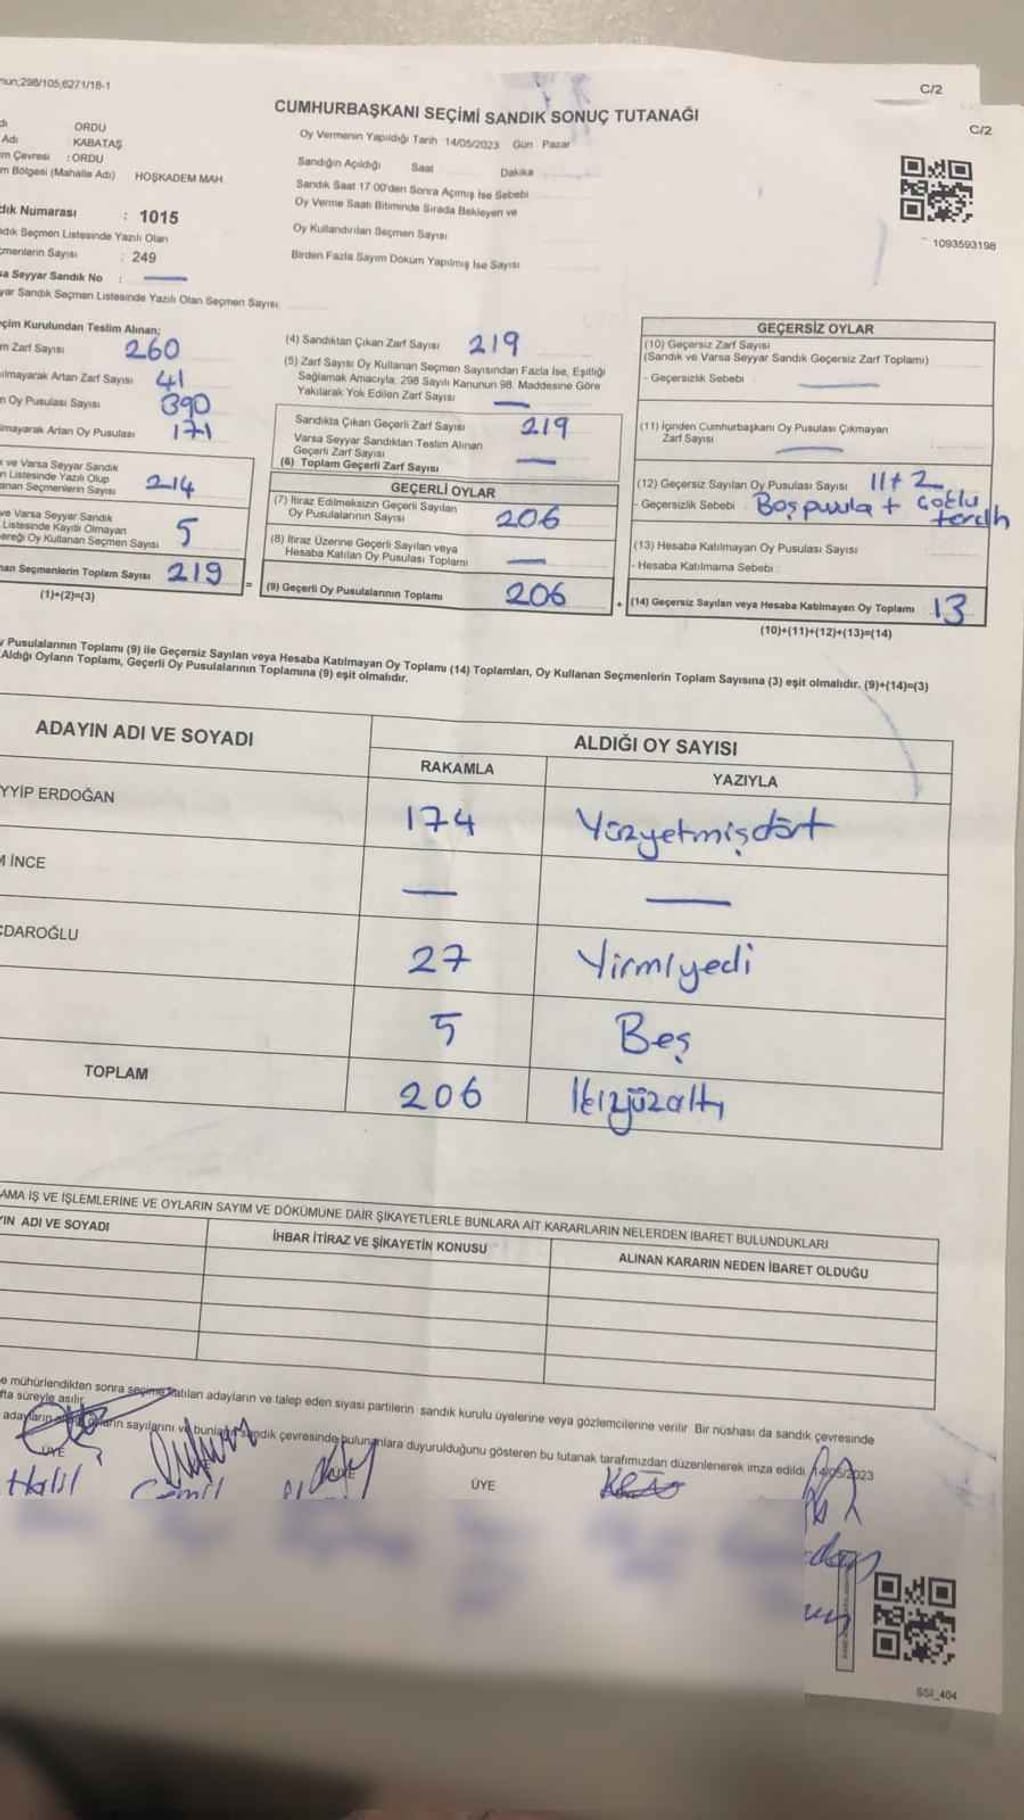 298/105;6271/18-1
C/2
C/2
CUMHURBAŞKANI SEÇİMİ SANDIK SONUÇ TUTANAĞI
ORDU
Adı KABATAŞ
m Çevresi : ORDU
m Bölgesi (Mahalle Adı) HOŞKADEM MAH.
dık Numarası : 1015
ndık Seçmen Listesinde Yazılı Olan
çmenlerin Sayısı : 249
sa Seyyar Sandık No : —
yar Sandık Seçmen Listesinde Yazılı Olan Seçmen Sayısı
Oy Vermenin Yapıldığı Tarih 14/05/2023 Gün Pazar
Sandığın Açıldığı Saat Dakika
Sandık Saat 17.00'den Sonra Açımış İse Sebebi
Oy Verme Saati Bitiminde Sırada Bekleyen ve
Oy Kullandırılan Seçmen Sayısı
Birden Fazla Sayım Döküm Yapılmış İse Sayısı
1093593198
eçim Kurulundan Teslim Alınan;
m Zarf Sayısı 260
ılmayarak Artan Zarf Sayısı 41
n Oy Pusulası Sayısı 390
lmayarak Artan Oy Pusulası 171
k ve Varsa Seyyar Sandık
n Listesinde Yazılı Olup
anan Seçmenlerin Sayısı 214
ve Varsa Seyyar Sandık
Listesinde Kayıtlı Olmayan
ereği Oy Kullanan Seçmen Sayısı 5
nan Seçmenlerin Toplam Sayısı 219
(1)+(2)=(3)
(4) Sandıktan Çıkan Zarf Sayısı 219
(5) Zarf Sayısı Oy Kullanan Seçmen Sayısından Fazla İse, Eşitliği
Sağlamak Amacıyla; 298 Sayılı Kanunun 98. Maddesine Göre
Yakılarak Yok Edilen Zarf Sayısı —
Sandıkta Çıkan Geçerli Zarf Sayısı 219
Varsa Seyyar Sandıktan Teslim Alınan
Geçerli Zarf Sayısı —
(6) Toplam Geçerli Zarf Sayısı
GEÇERLİ OYLAR
(7) İtiraz Edilmeksizin Geçerli Sayılan
Oy Pusulalarının Sayısı 206
(8) İtiraz Üzerine Geçerli Sayılan veya
Hesaba Katılan Oy Pusulası Toplamı —
= (9) Geçerli Oy Pusulalarının Toplamı 206
GEÇERSİZ OYLAR
(10) Geçersiz Zarf Sayısı
(Sandık ve Varsa Seyyar Sandık Geçersiz Zarf Toplamı)
- Geçersizlik Sebebi —
(11) İçinden Cumhurbaşkanı Oy Pusulası Çıkmayan
Zarf Sayısı —
(12) Geçersiz Sayılan Oy Pusulası Sayısı 11+2
- Geçersizlik Sebebi Boş pusula + çoklu
tercih
(13) Hesaba Katılmayan Oy Pusulası Sayısı
- Hesaba Katılmama Sebebi
+ (14) Geçersiz Sayılan veya Hesaba Katılmayan Oy Toplamı 13
(10)+(11)+(12)+(13)=(14)
y Pusulalarının Toplamı (9) ile Geçersiz Sayılan veya Hesaba Katılmayan Oy Toplamı (14) Toplamları, Oy Kullanan Seçmenlerin Toplam Sayısına (3) eşit olmalıdır. (9)+(14)=(3)
Aldığı Oyların Toplamı, Geçerli Oy Pusulalarının Toplamına (9) eşit olmalıdır.
ADAYIN ADI VE SOYADI
ALDIĞI OY SAYISI
RAKAMLA YAZIYLA
YYİP ERDOĞAN 174 Yüzyetmişdört
M İNCE — —
ÇDAROĞLU 27 Yirmiyedi
5 Beş
TOPLAM 206 İkiyüzaltı
AMA İŞ VE İŞLEMLERİNE VE OYLARIN SAYIM VE DÖKÜMÜNE DAİR ŞİKAYETLERLE BUNLARA AİT KARARLARIN NELERDEN İBARET BULUNDUKLARI
YIN ADI VE SOYADI İHBAR İTİRAZ VE ŞİKAYETİN KONUSU ALINAN KARARIN NEDEN İBARET OLDUĞU
e mühürlendikten sonra seçime katılan adayların ve talep eden siyasi partilerin sandık kurulu üyelerine veya gözlemcilerine verilir. Bir nüshası da sandık çevresinde
fta süreyle asılır.
adayların oyların sayılarını ve bunların sandık çevresinde bulunanlara duyurulduğunu gösteren bu tutanak tarafımızdan düzenlenerek imza edildi. 14/05/2023
ÜYE ÜYE ÜYE
Halil Cemil
SSI_404